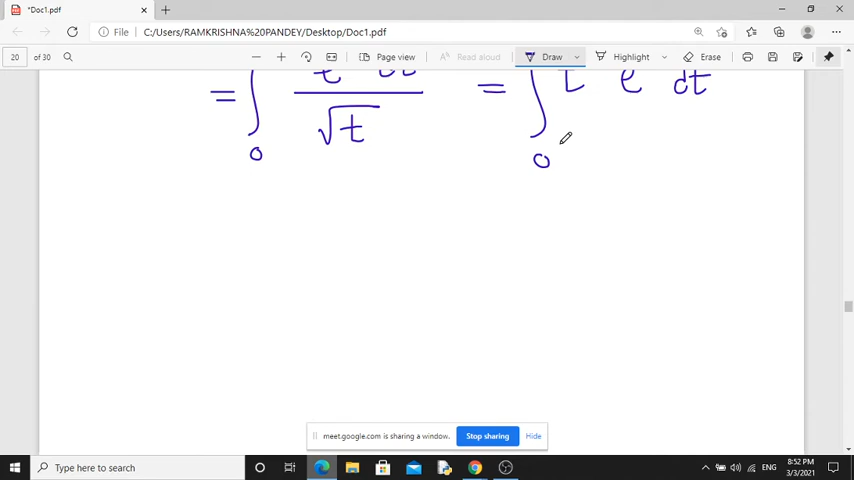 *Doc1.pdf
File C:/Users/RAMKRISHNA%20PANDEY/Desktop/Doc1.pdf
20 of 30 Page view Read aloud Draw Highlight Erase
= ∫ = ∫ t e dt
√t
0 0
meet.google.com is sharing a window. Stop sharing Hide
Type here to search
ENG
8:52 PM
3/3/2021